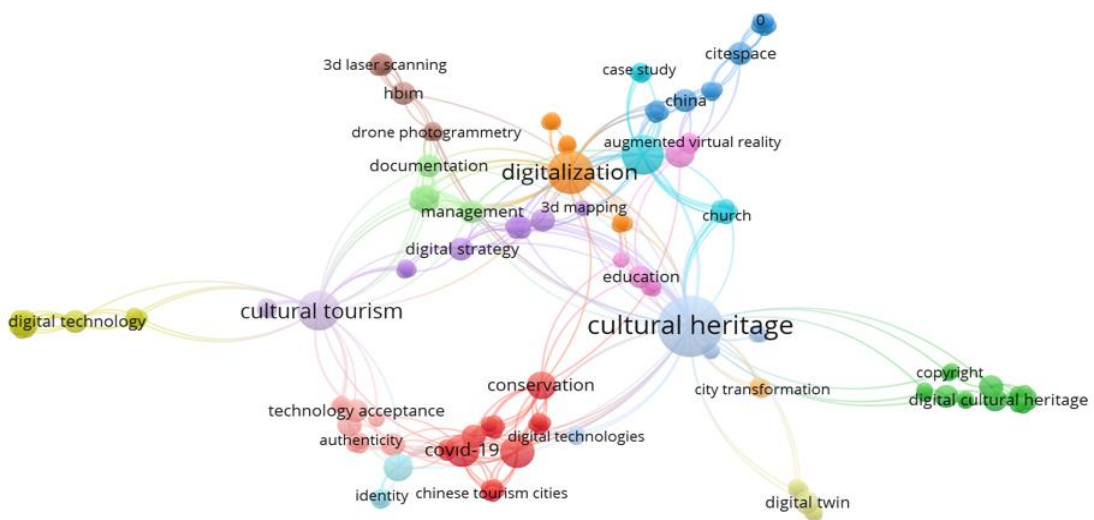 0
citespace
3d laser scanning
case study
hbim
china
drone photogrammetry
augmented virtual reality
documentation
digitalization
management
3d mapping
church
digital strategy
education
cultural tourism
digital technology
cultural heritage
copyright
conservation
city transformation
digital cultural heritage
technology acceptance
digital technologies
authenticity
covid-19
identity
chinese tourism cities
digital twin